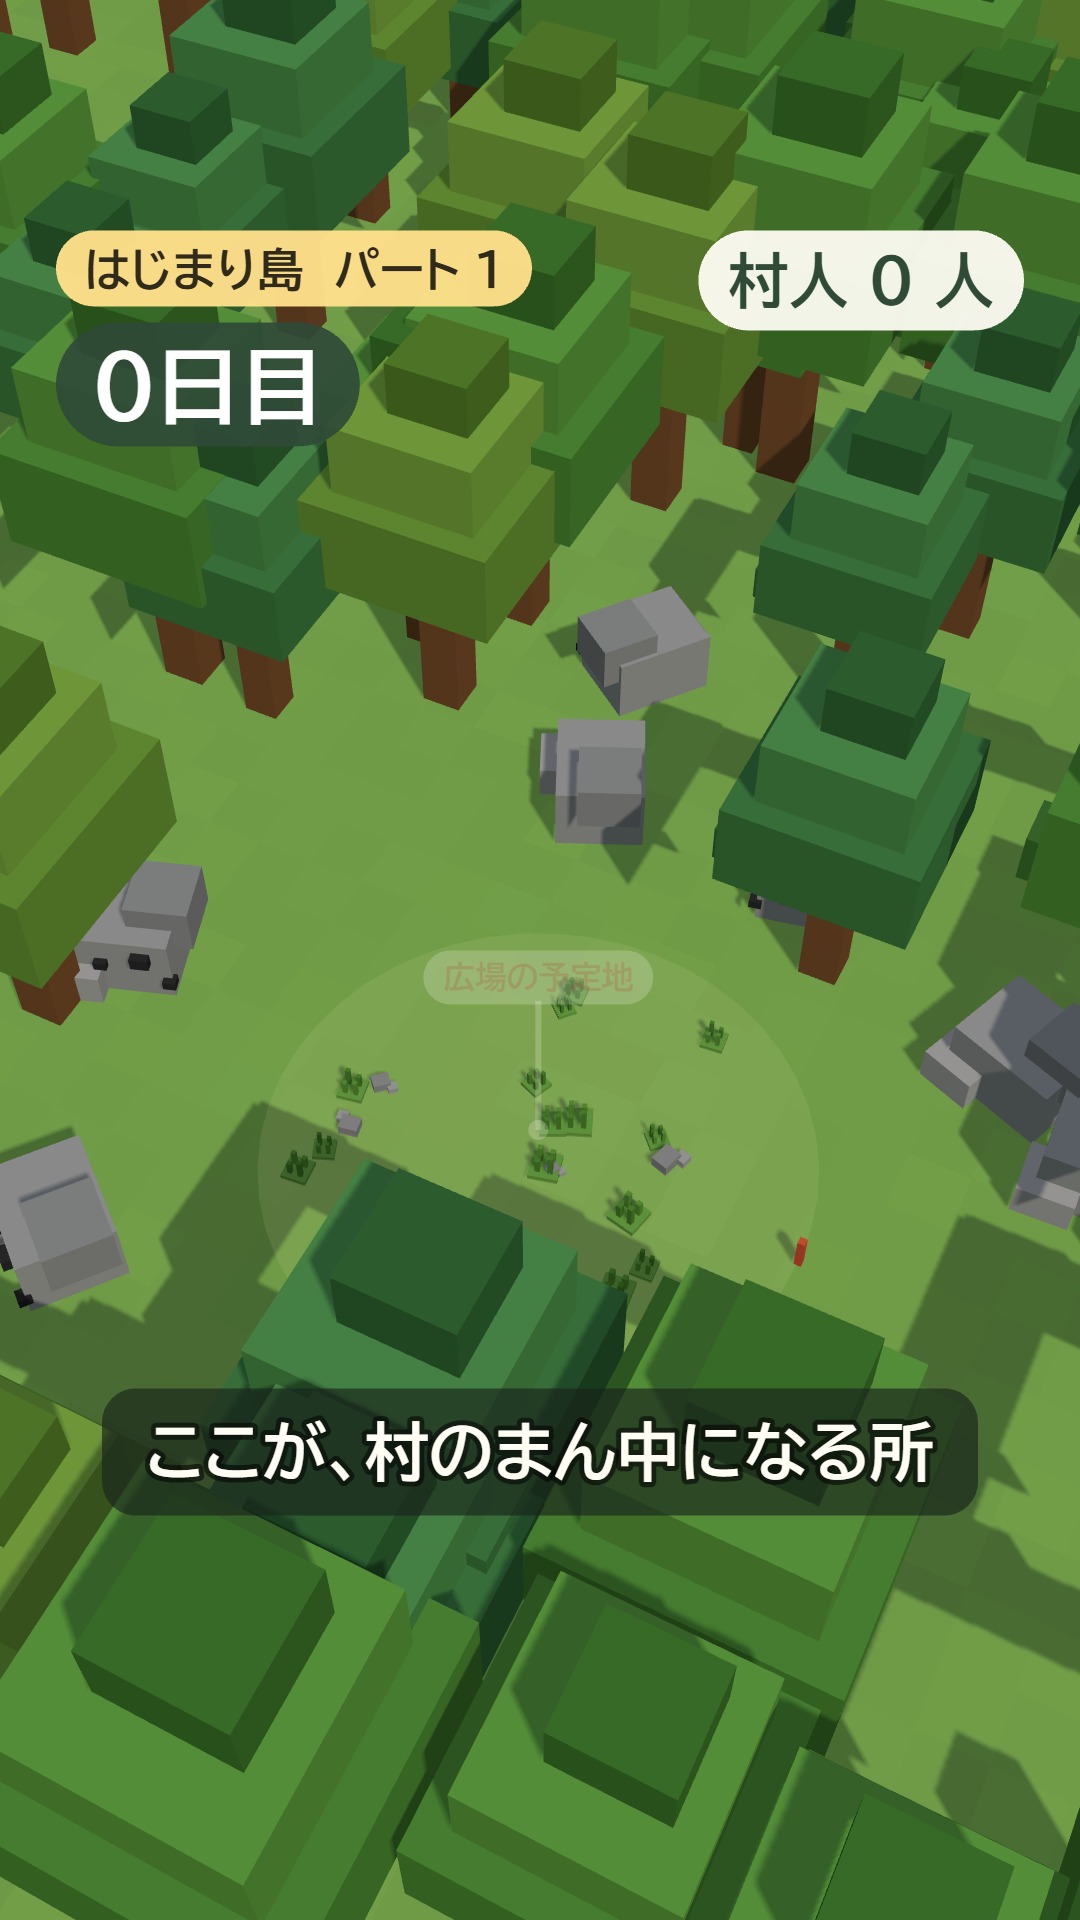 はじまり島 パート1
村人 0 人
0日目
広場の予定地
ここが、村のまん中になる所